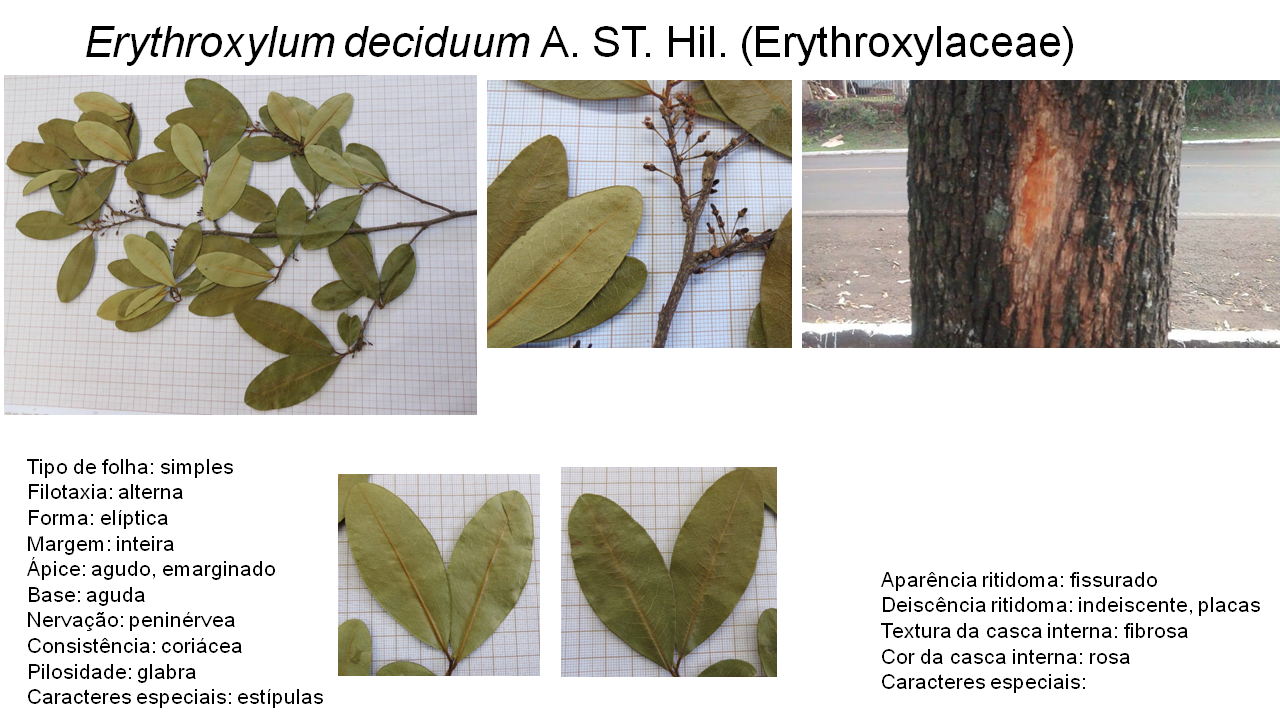 Erythroxylum deciduum A. ST. Hil. (Erythroxylaceae)
Tipo de folha: simples
Filotaxia: alterna
Forma: elíptica
Margem: inteira
Ápice: agudo, emarginado
Base: aguda
Nervação: peninérvea
Consistência: coriácea
Pilosidade: glabra
Caracteres especiais: estípulas
Aparência ritidoma: fissurado
Deiscência ritidoma: indeiscente, placas
Textura da casca interna: fibrosa
Cor da casca interna: rosa
Caracteres especiais: